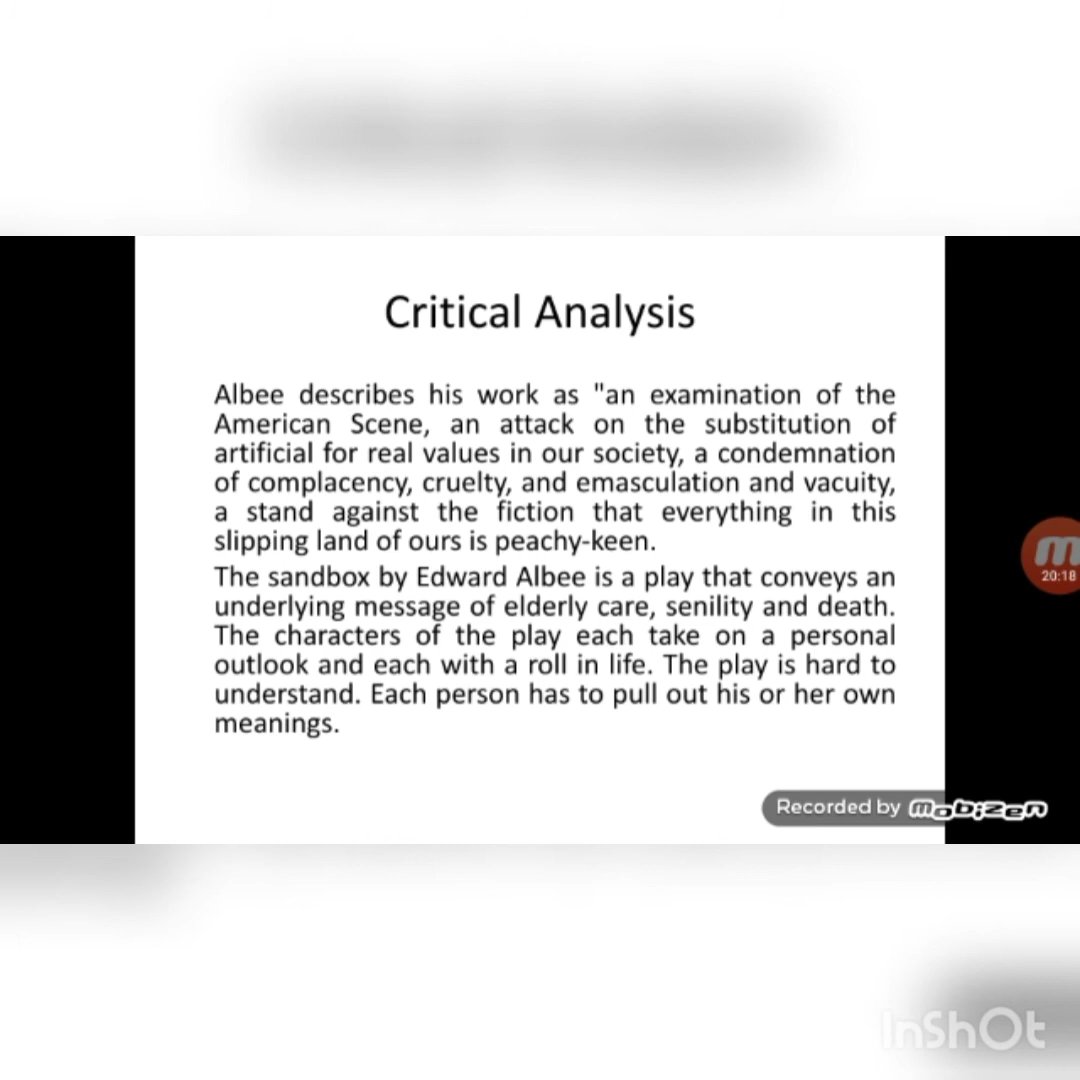 Critical Analysis
Albee describes his work as "an examination of the
American Scene, an attack on the substitution of
artificial for real values in our society, a condemnation
of complacency, cruelty, and emasculation and vacuity,
a stand against the fiction that everything in this
slipping land of ours is peachy-keen.
The sandbox by Edward Albee is a play that conveys an
underlying message of elderly care, senility and death.
The characters of the play each take on a personal
outlook and each with a roll in life. The play is hard to
understand. Each person has to pull out his or her own
meanings.
20:18
Recorded by mobizen
InShOt